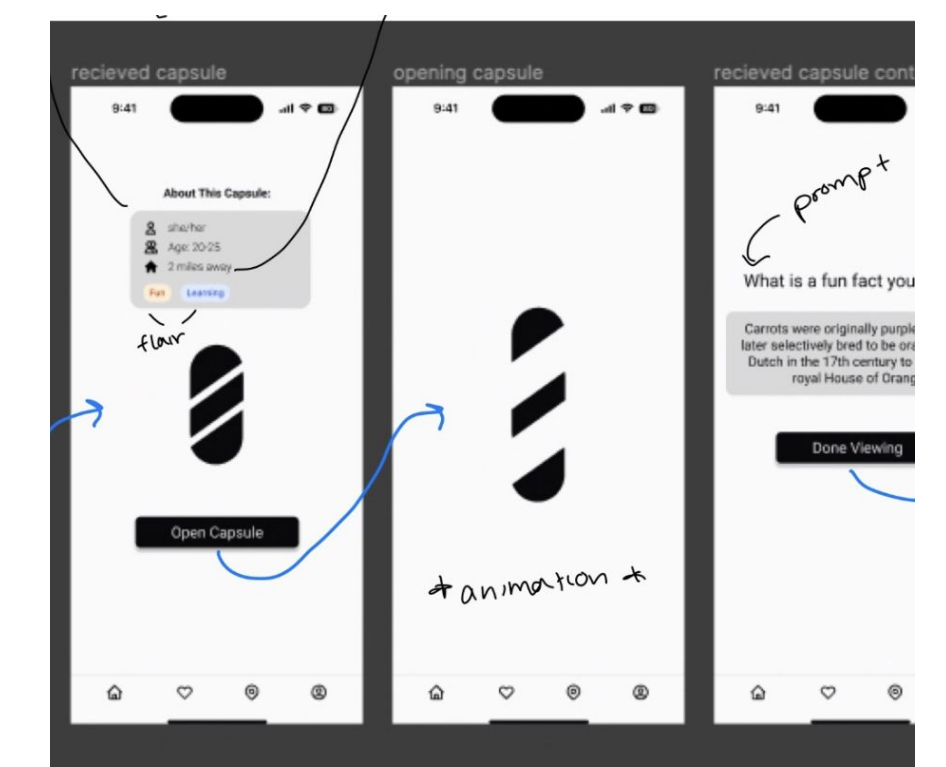 recieved capsule
9:41
About This Capsule:
she/her
Age: 20-25
2 miles away
Fun Learning
flair
Open Capsule
opening capsule
9:41
* animation *
recieved capsule cont
9:41
prompt
What is a fun fact you
Carrots were originally purple
later selectively bred to be ora
Dutch in the 17th century to
royal House of Orang
Done Viewing